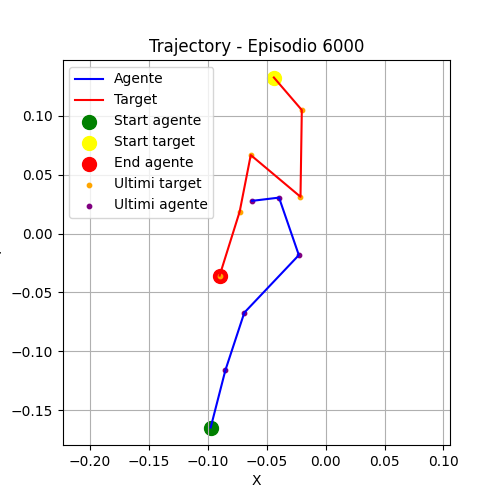 Trajectory - Episodio 6000
Agente
Target
Start agente
Start target
End agente
Ultimi target
Ultimi agente
0.10
0.05
0.00
−0.05
−0.10
−0.15
−0.20 −0.15 −0.10 −0.05 0.00 0.05 0.10
X